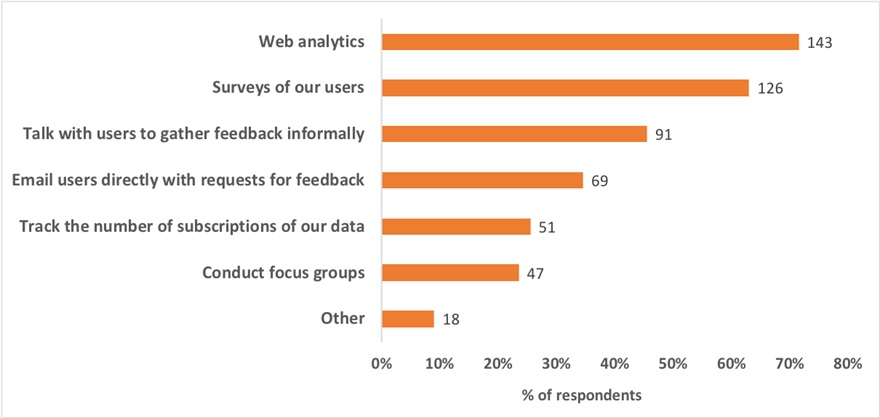 Web analytics 143
Surveys of our users 126
Talk with users to gather feedback informally 91
Email users directly with requests for feedback 69
Track the number of subscriptions of our data 51
Conduct focus groups 47
Other 18
0% 10% 20% 30% 40% 50% 60% 70% 80%
% of respondents